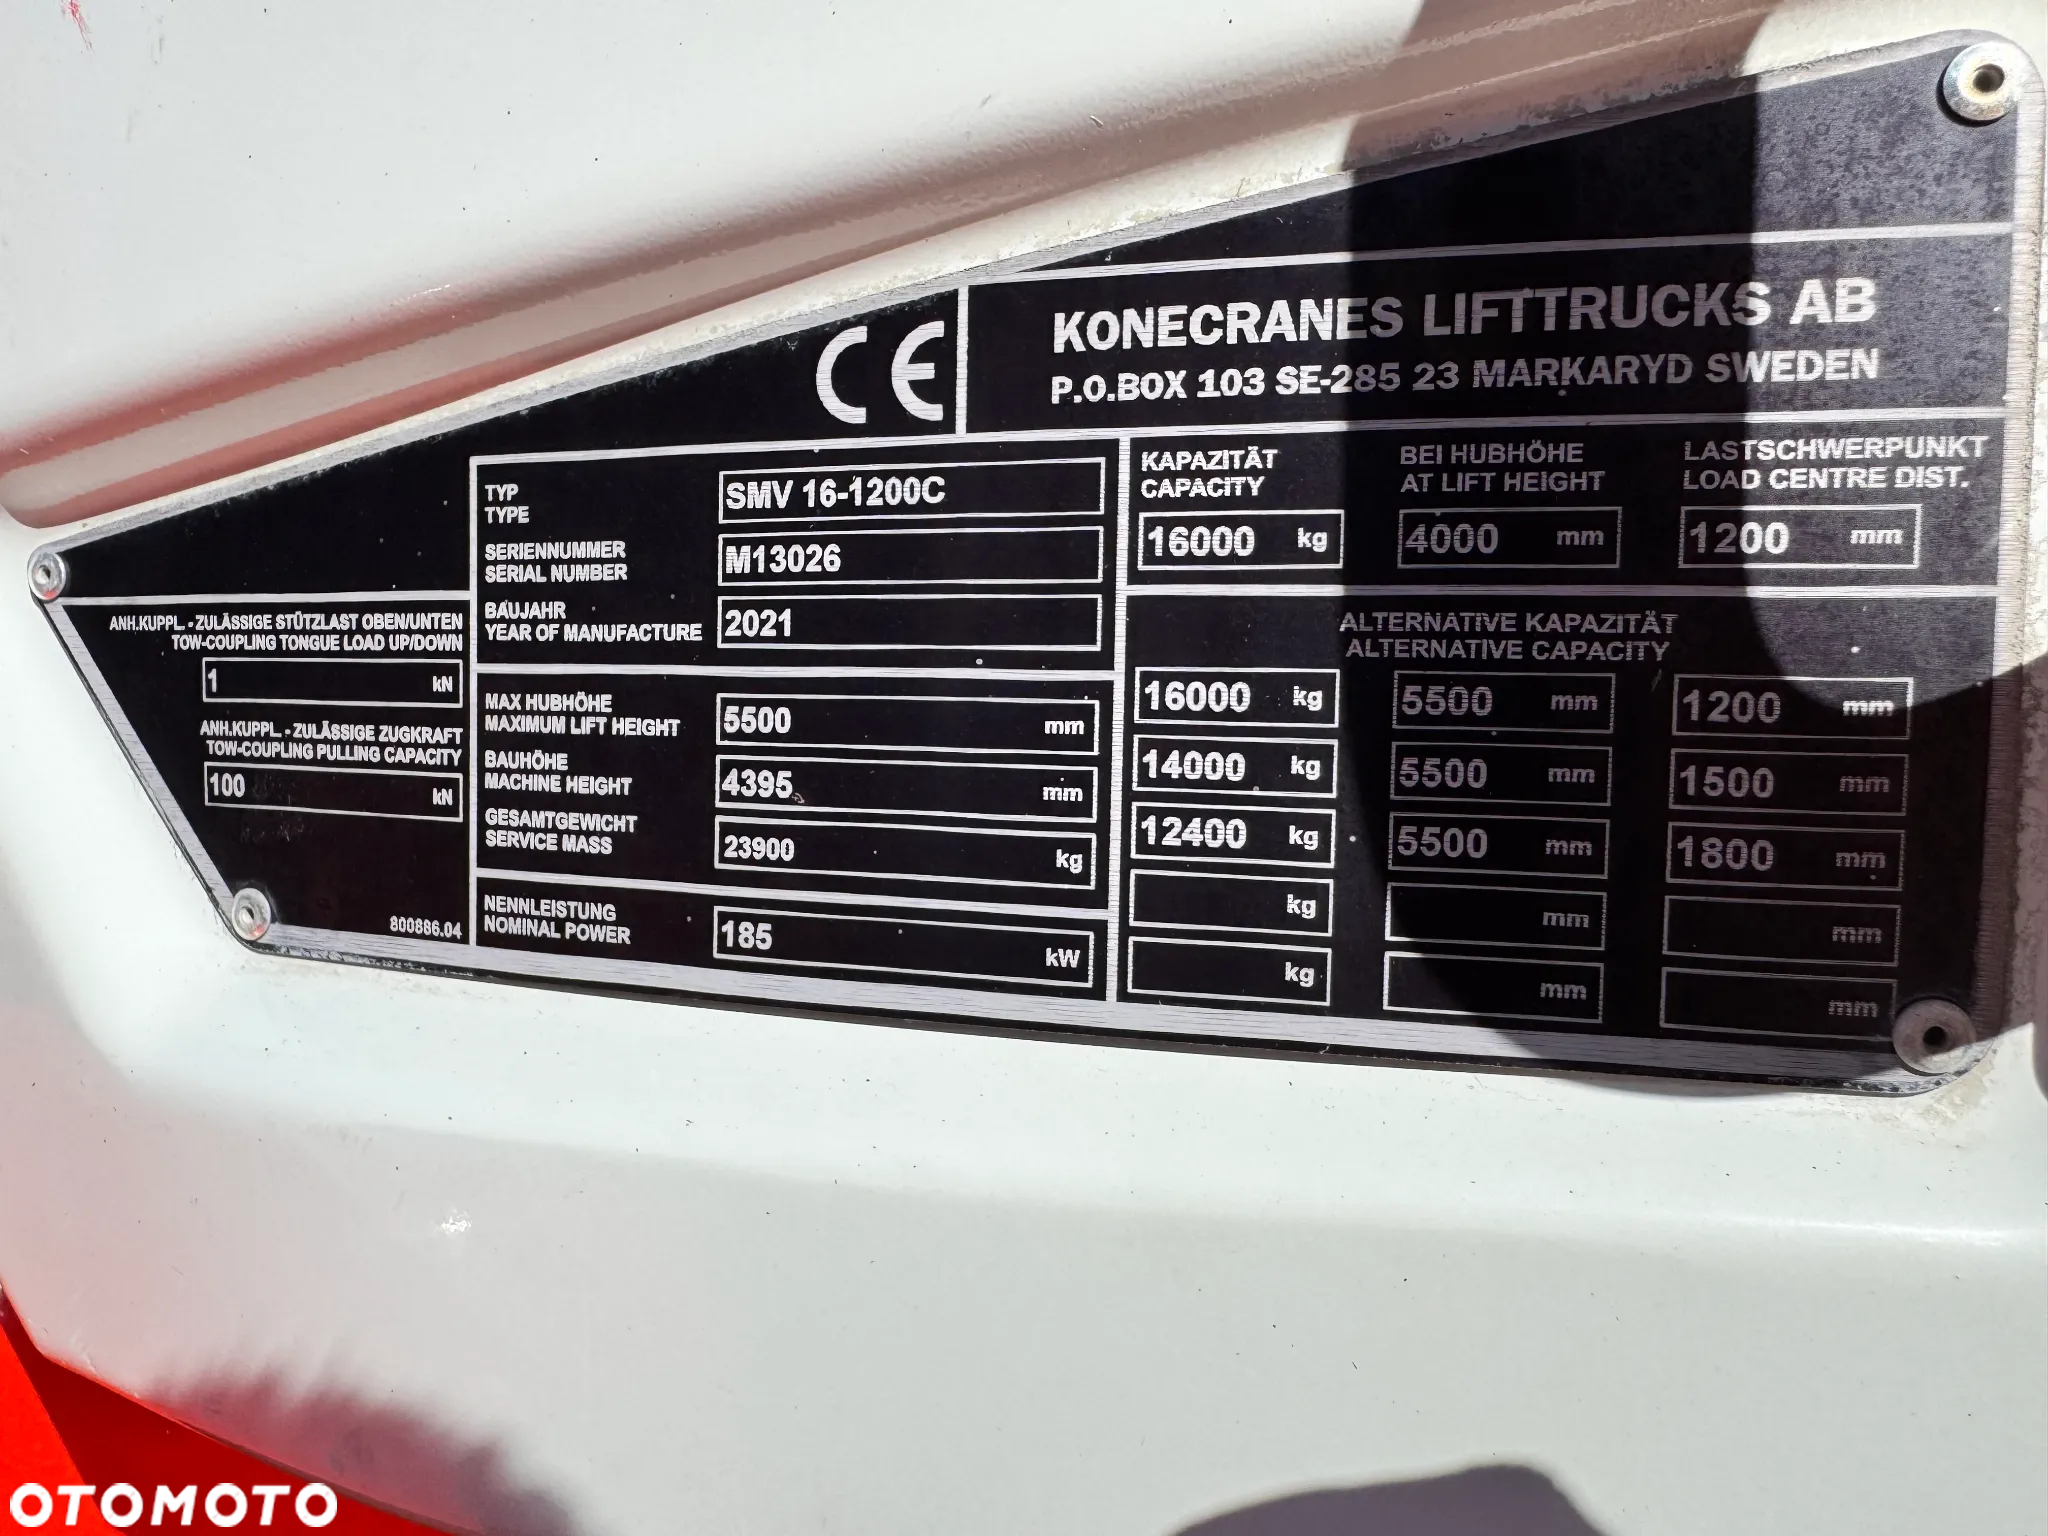 CE
KONECRANES LIFTTRUCKS AB
P.O.BOX 103 SE-285 23 MARKARYD SWEDEN
ANH.KUPPL. - ZULÄSSIGE STÜTZLAST OBEN/UNTEN
TOW-COUPLING TONGUE LOAD UP/DOWN
1 kN
ANH.KUPPL. - ZULÄSSIGE ZUGKRAFT
TOW-COUPLING PULLING CAPACITY
100 kN
800886.04
TYP
TYPE
SMV 16-1200C
SERIENNUMMER
SERIAL NUMBER
M13026
BAUJAHR
YEAR OF MANUFACTURE
2021
MAX HUBHÖHE
MAXIMUM LIFT HEIGHT
5500 mm
BAUHÖHE
MACHINE HEIGHT
4395 mm
GESAMTGEWICHT
SERVICE MASS
23900 kg
NENNLEISTUNG
NOMINAL POWER
185 kW
KAPAZITÄT BEI HUBHÖHE LASTSCHWERPUNKT
CAPACITY AT LIFT HEIGHT LOAD CENTRE DIST.
16000 kg 4000 mm 1200 mm
ALTERNATIVE KAPAZITÄT
ALTERNATIVE CAPACITY
16000 kg 5500 mm 1200 mm
14000 kg 5500 mm 1500 mm
12400 kg 5500 mm 1800 mm
kg mm mm
kg mm mm
OTOMOTO